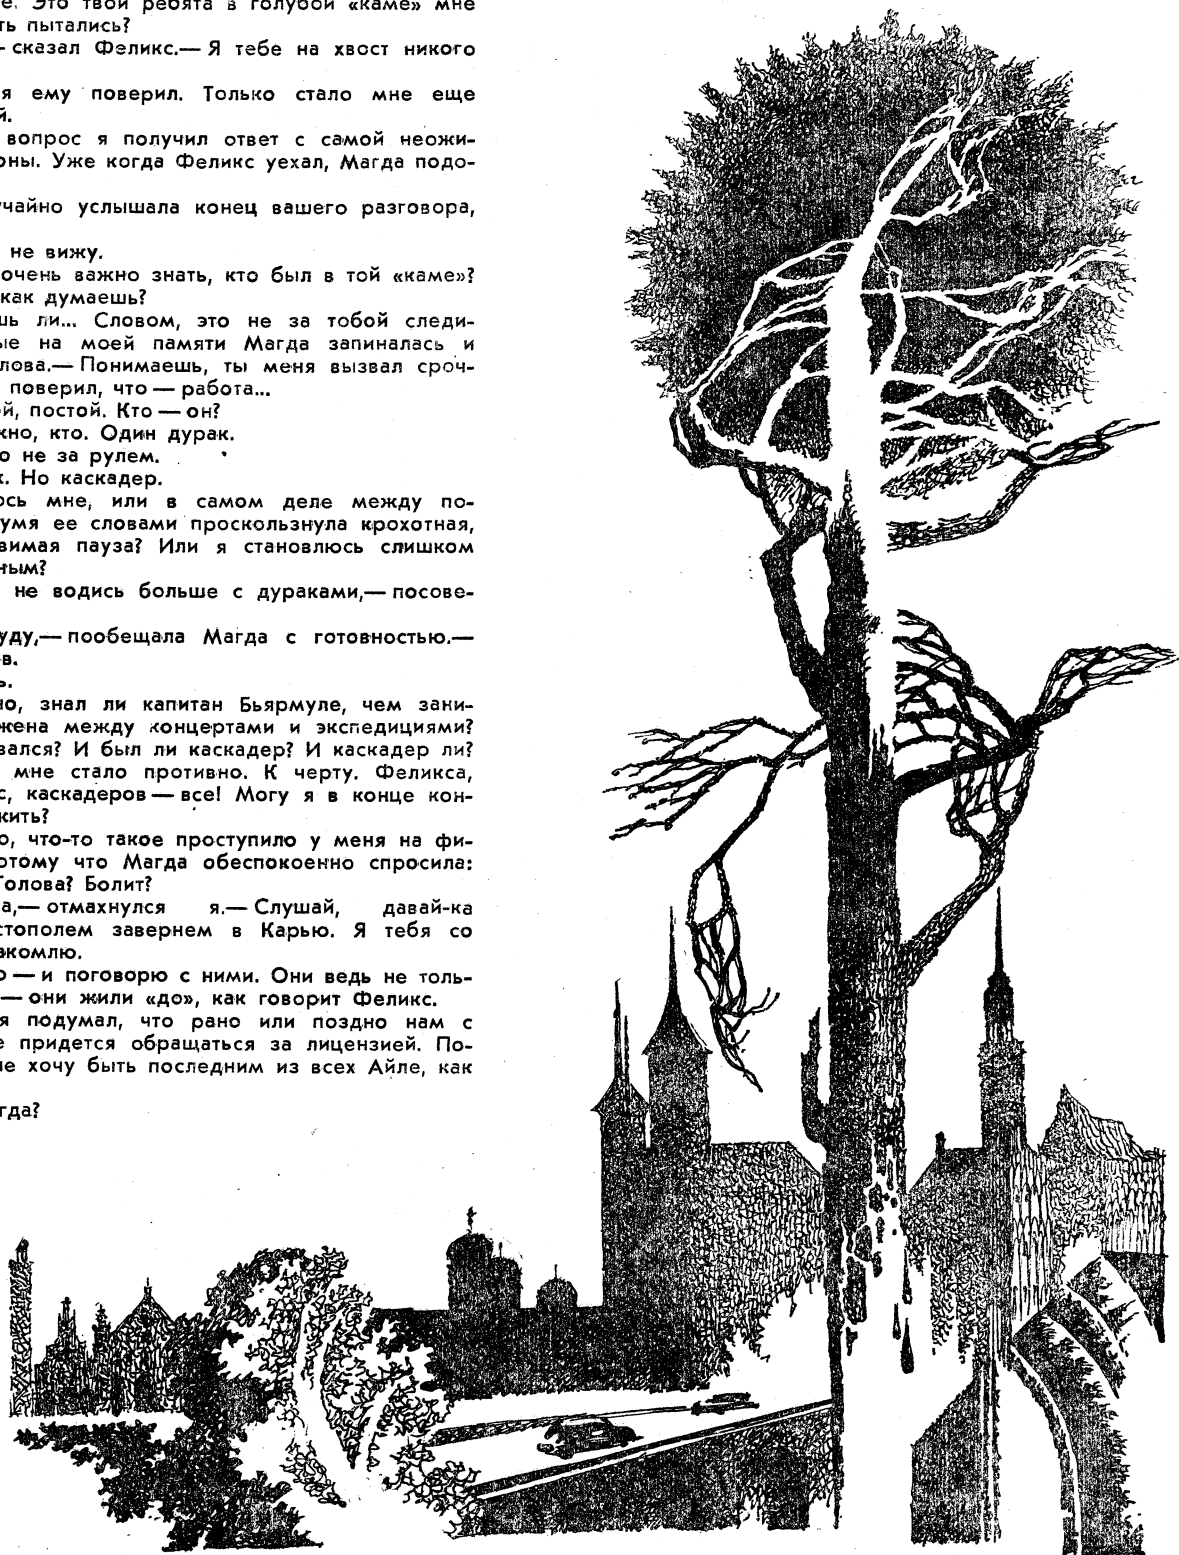 е. Это твои ребята в голубой «каме» мне
ть пытались?
— сказал Феликс.— Я тебе на хвост никого
я ему поверил. Только стало мне еще
й.
вопрос я получил ответ с самой неожи-
оны. Уже когда Феликс уехал, Магда подо-
чайно услышала конец вашего разговора,
не вижу.
очень важно знать, кто был в той «каме»?
как думаешь?
шь ли... Словом, это не за тобой следи-
ые на моей памяти Магда запиналась и
лова.— Понимаешь, ты меня вызвал сроч-
поверил, что — работа...
й, постой. Кто — он?
жно, кто. Один дурак.
о не за рулем.
к. Но каскадер.
ось мне, или в самом деле между по-
умя ее словами проскользнула крохотная,
вимая пауза? Или я становлюсь слишком
ным?
не водись больше с дураками,— посове-
уду,— пообещала Магда с готовностью.—
в.
ь.
но, знал ли капитан Бьярмуле, чем зани-
жена между концертами и экспедициями?
вался? И был ли каскадер? И каскадер ли?
мне стало противно. К черту. Феликса,
с, каскадеров — все! Могу я в конце кон-
жить?
о, что-то такое проступило у меня на фи-
отому что Магда обеспокоенно спросила:
Голова? Болит?
а,— отмахнулся я.— Слушай, давай-ка
стополем завернем в Карью. Я тебя со
акомлю.
о — и поговорю с ними. Они ведь не толь-
— они жили «до», как говорит Феликс.
я подумал, что рано или поздно нам с
е придется обращаться за лицензией. По-
не хочу быть последним из всех Айле, как
гда?